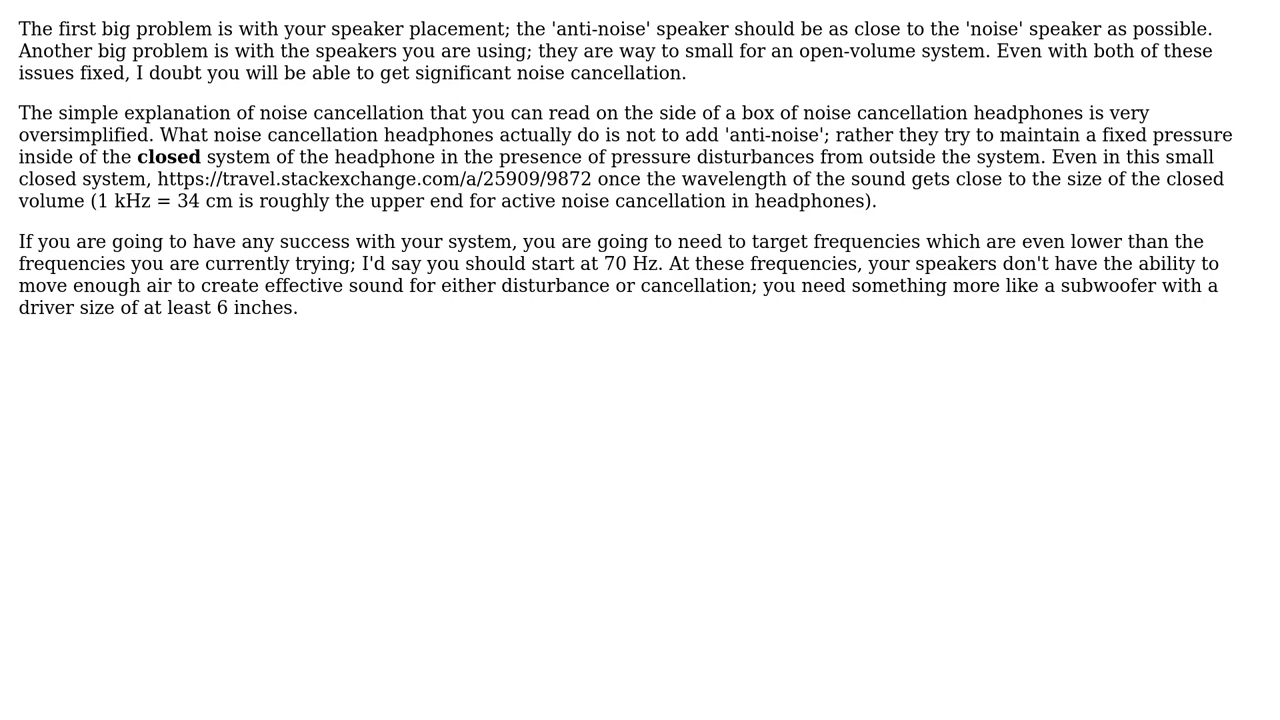 The first big problem is with your speaker placement; the 'anti-noise' speaker should be as close to the 'noise' speaker as possible.
Another big problem is with the speakers you are using; they are way to small for an open-volume system. Even with both of these
issues fixed, I doubt you will be able to get significant noise cancellation.
The simple explanation of noise cancellation that you can read on the side of a box of noise cancellation headphones is very
oversimplified. What noise cancellation headphones actually do is not to add 'anti-noise'; rather they try to maintain a fixed pressure
inside of the closed system of the headphone in the presence of pressure disturbances from outside the system. Even in this small
closed system, https://travel.stackexchange.com/a/25909/9872 once the wavelength of the sound gets close to the size of the closed
volume (1 kHz = 34 cm is roughly the upper end for active noise cancellation in headphones).
If you are going to have any success with your system, you are going to need to target frequencies which are even lower than the
frequencies you are currently trying; I'd say you should start at 70 Hz. At these frequencies, your speakers don't have the ability to
move enough air to create effective sound for either disturbance or cancellation; you need something more like a subwoofer with a
driver size of at least 6 inches.